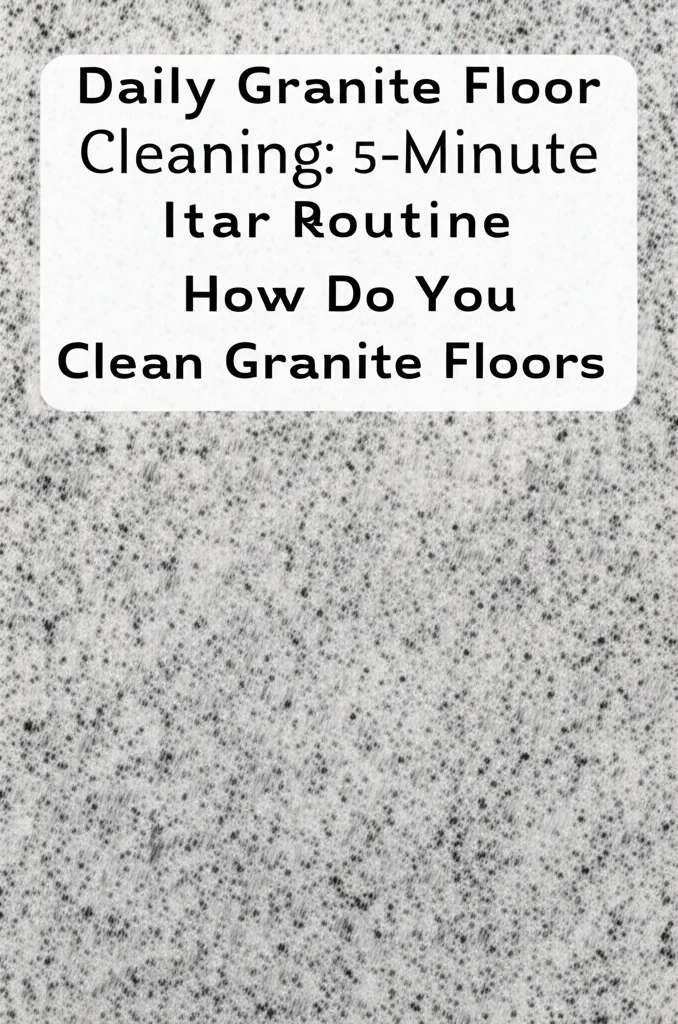 Daily Granite Floor
Cleaning: 5-Minute
Itar Routine
How Do You
Clean Granite Floors